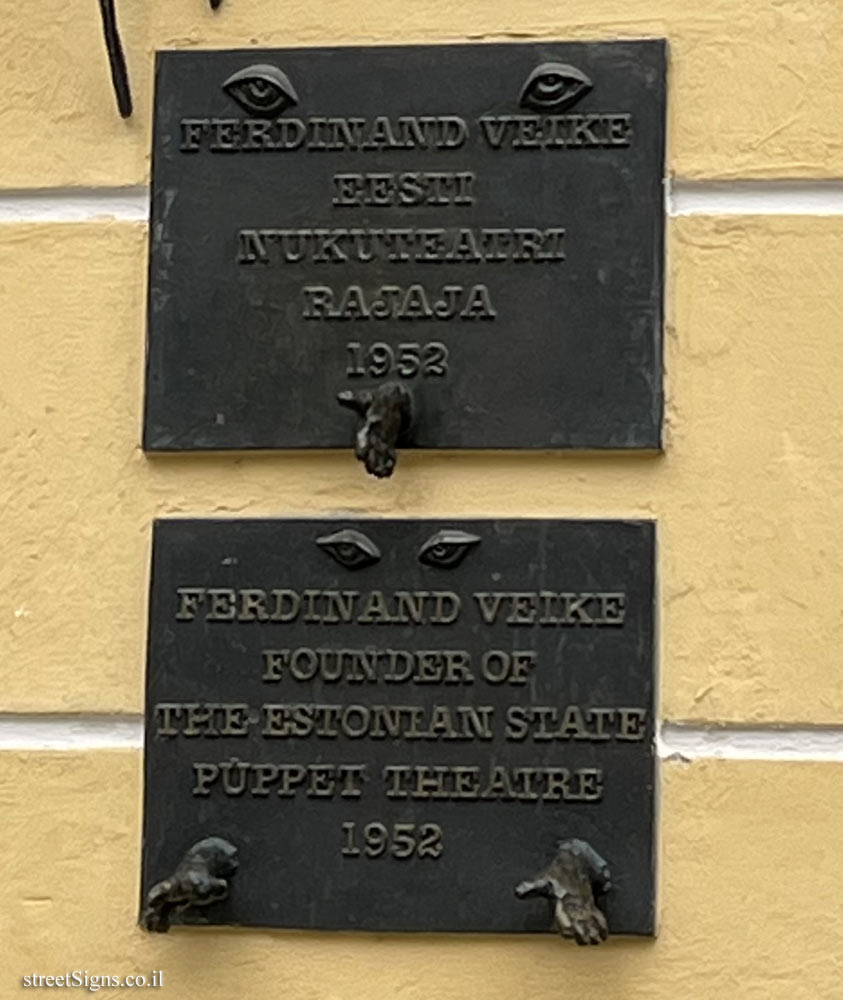 FERDINAND VEIKE
EESTI
NUKUTEATRI
RAJAJA
1952
FERDINAND VEIKE
FOUNDER OF
THE ESTONIAN STATE
PUPPET THEATRE
1952
streetSigns.co.il